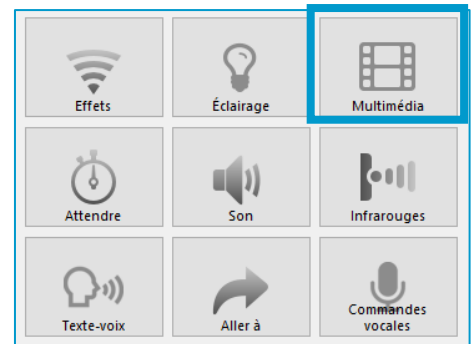 Effets
Éclairage
Multimédia
Attendre
Son
Infrarouges
Texte-voix
Aller à
Commandes
vocales